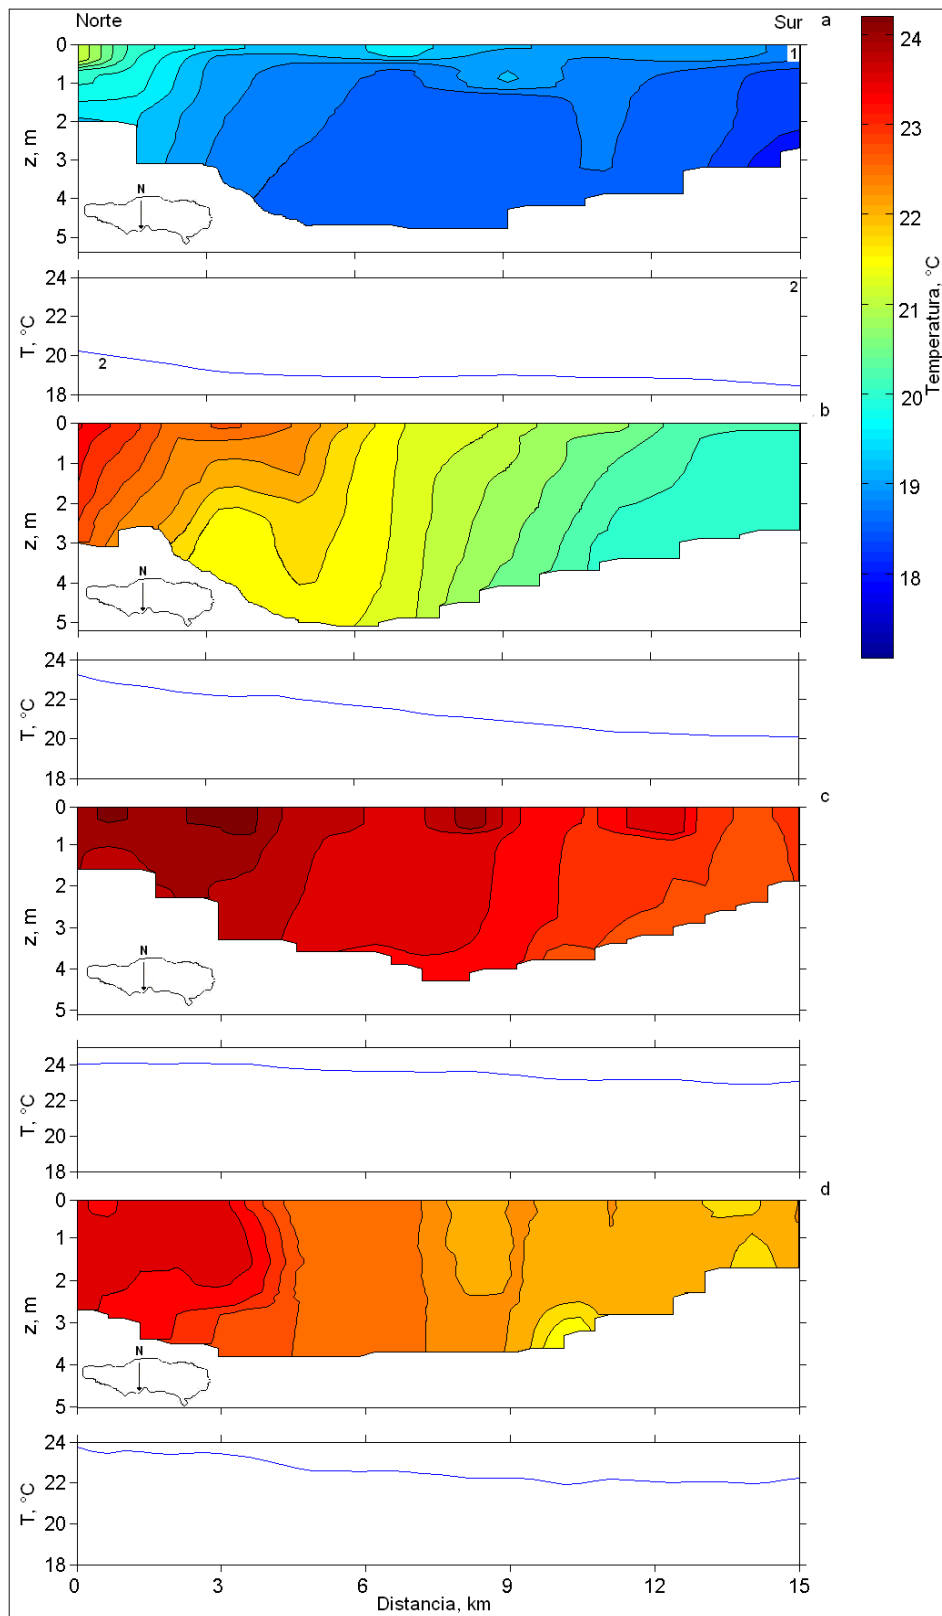 Norte Sur a
0 1 2 3 4 5
z, m
1
N
24 22 20 18
T, °C
2
2
24 23 22 21 20 19 18
Temperatura, °C
b
0 1 2 3 4 5
z, m
N
24 22 20 18
T, °C
c
0 1 2 3 4 5
z, m
N
24 22 20 18
T, °C
d
0 1 2 3 4 5
z, m
N
24 22 20 18
T, °C
0 3 6 9 12 15
Distancia, km